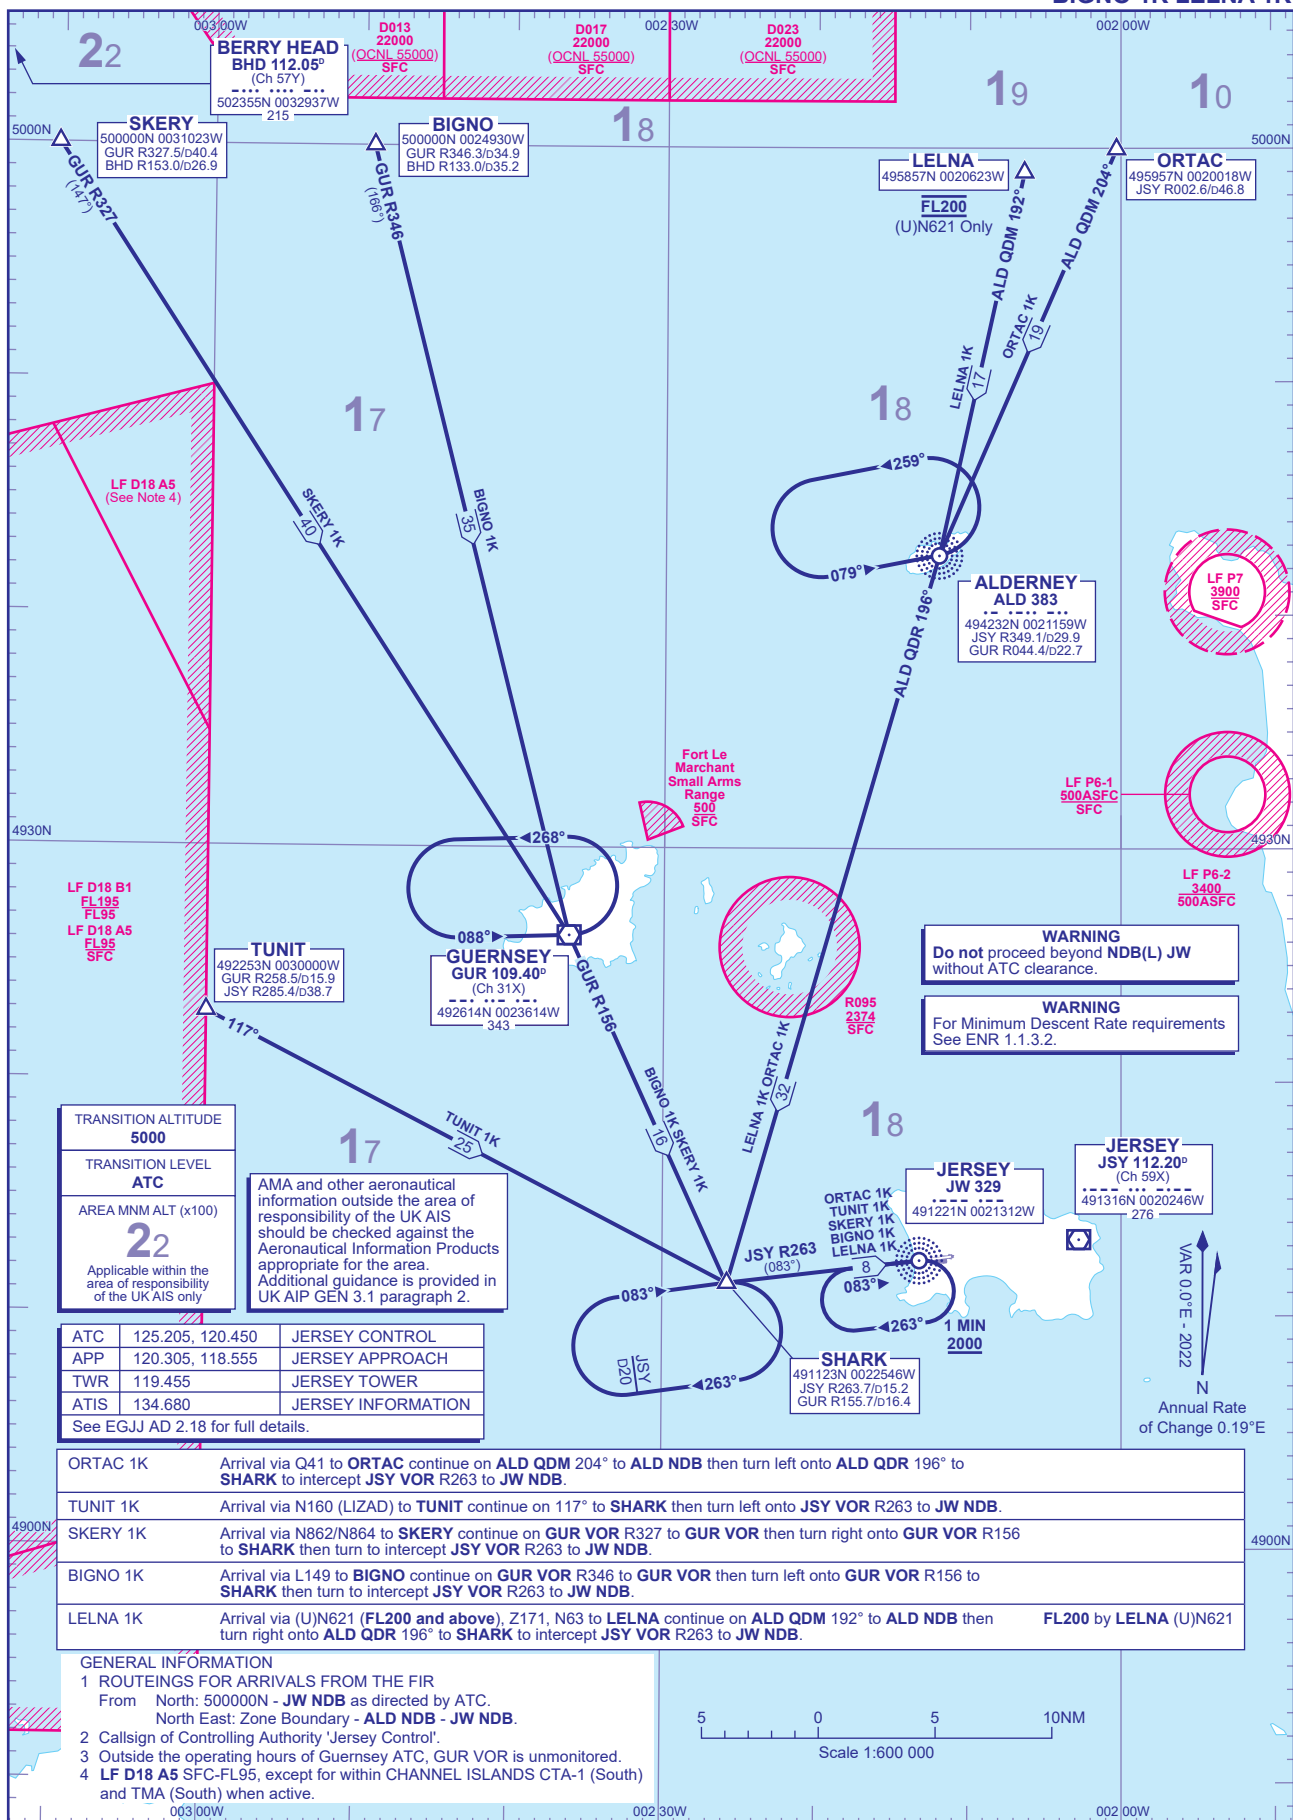 BIGNO 1K LELNA 1K
003 00W
002 30W
002 00W
22
BERRY HEAD
BHD 112.05ᴰ
(Ch 57Y)
502355N 0032937W
215
D013
22000
(OCNL 55000)
SFC
D017
22000
(OCNL 55000)
SFC
D023
22000
(OCNL 55000)
SFC
18
19
10
5000N
5000N
SKERY
500000N 0031023W
GUR R327.5/D40.4
BHD R153.0/D26.9
BIGNO
500000N 0024930W
GUR R346.3/D34.9
BHD R133.0/D35.2
LELNA
495857N 0020623W
FL200
(U)N621 Only
ORTAC
495957N 0020018W
JSY R002.6/D46.8
GUR R327
(147°)
GUR R346
(166°)
ALD QDM 192°
ALD QDM 204°
ORTAC 1K
19
LELNA 1K
17
17
18
LF D18 A5
(See Note 4)
SKERY 1K
40
BIGNO 1K
35
259°
079°
ALDERNEY
ALD 383
494232N 0021159W
JSY R349.1/D29.9
GUR R044.4/D22.7
LF P7
3900
SFC
ALD QDR 196°
Fort Le
Marchant
Small Arms
Range
500
SFC
LF P6-1
500ASFC
SFC
4930N
4930N
268°
088°
LF P6-2
3400
500ASFC
LF D18 B1
FL195
FL95
LF D18 A5
FL95
SFC
TUNIT
492253N 0030000W
GUR R258.5/D15.9
JSY R285.4/D38.7
GUERNSEY
GUR 109.40ᴰ
(Ch 31X)
492614N 0023614W
343
GUR R156
R095
2374
SFC
WARNING
Do not proceed beyond NDB(L) JW
without ATC clearance.
WARNING
For Minimum Descent Rate requirements
See ENR 1.1.3.2.
117°
TUNIT 1K
25
BIGNO 1K SKERY 1K
16
LELNA 1K ORTAC 1K
32
17
18
TRANSITION ALTITUDE
5000
TRANSITION LEVEL
ATC
AREA MNM ALT (x100)
22
Applicable within the
area of responsibility
of the UK AIS only
AMA and other aeronautical
information outside the area of
responsibility of the UK AIS
should be checked against the
Aeronautical Information Products
appropriate for the area.
Additional guidance is provided in
UK AIP GEN 3.1 paragraph 2.
JERSEY
JW 329
491221N 0021312W
JERSEY
JSY 112.20ᴰ
(Ch 59X)
491316N 0020246W
276
ORTAC 1K
TUNIT 1K
SKERY 1K
BIGNO 1K
LELNA 1K
8
JSY R263
(083°)
083°
083°
263°
263°
1 MIN
2000
JSY
D20
SHARK
491123N 0022546W
JSY R263.7/D15.2
GUR R155.7/D16.4
VAR 0.0°E - 2022
N
Annual Rate
of Change 0.19°E
ATC 125.205, 120.450 JERSEY CONTROL
APP 120.305, 118.555 JERSEY APPROACH
TWR 119.455 JERSEY TOWER
ATIS 134.680 JERSEY INFORMATION
See EGJJ AD 2.18 for full details.
ORTAC 1K Arrival via Q41 to ORTAC continue on ALD QDM 204° to ALD NDB then turn left onto ALD QDR 196° to
SHARK to intercept JSY VOR R263 to JW NDB.
TUNIT 1K Arrival via N160 (LIZAD) to TUNIT continue on 117° to SHARK then turn left onto JSY VOR R263 to JW NDB.
4900N
4900N
SKERY 1K Arrival via N862/N864 to SKERY continue on GUR VOR R327 to GUR VOR then turn right onto GUR VOR R156
to SHARK then turn to intercept JSY VOR R263 to JW NDB.
BIGNO 1K Arrival via L149 to BIGNO continue on GUR VOR R346 to GUR VOR then turn left onto GUR VOR R156 to
SHARK then turn to intercept JSY VOR R263 to JW NDB.
LELNA 1K Arrival via (U)N621 (FL200 and above), Z171, N63 to LELNA continue on ALD QDM 192° to ALD NDB then FL200 by LELNA (U)N621
turn right onto ALD QDR 196° to SHARK to intercept JSY VOR R263 to JW NDB.
GENERAL INFORMATION
1 ROUTEINGS FOR ARRIVALS FROM THE FIR
From North: 500000N - JW NDB as directed by ATC.
North East: Zone Boundary - ALD NDB - JW NDB.
2 Callsign of Controlling Authority 'Jersey Control'.
3 Outside the operating hours of Guernsey ATC, GUR VOR is unmonitored.
4 LF D18 A5 SFC-FL95, except for within CHANNEL ISLANDS CTA-1 (South)
and TMA (South) when active.
5 0 5 10NM
Scale 1:600 000
003 00W
002 30W
002 00W